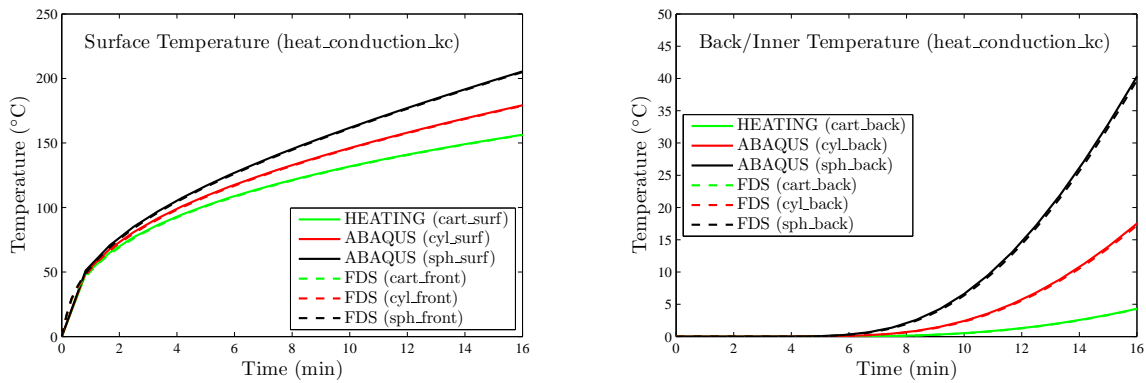 Surface Temperature (heat_conduction_kc)
Temperature (°C)
250
200
150
100
50
0
HEATING (cart_surf)
ABAQUS (cyl_surf)
ABAQUS (sph_surf)
FDS (cart_front)
FDS (cyl_front)
FDS (sph_front)
0 2 4 6 8 10 12 14 16
Time (min)
Back/Inner Temperature (heat_conduction_kc)
Temperature (°C)
50
45
40
35
30
25
20
15
10
5
0
HEATING (cart_back)
ABAQUS (cyl_back)
ABAQUS (sph_back)
FDS (cart_back)
FDS (cyl_back)
FDS (sph_back)
0 2 4 6 8 10 12 14 16
Time (min)